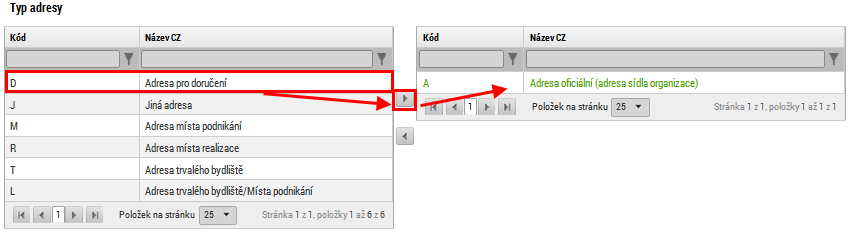 Typ adresy
Kód Název CZ
D Adresa pro doručení
J Jiná adresa
M Adresa místa podnikání
R Adresa místa realizace
T Adresa trvalého bydliště
L Adresa trvalého bydliště/Místa podnikání
1 Položek na stránku 25 Stránka 1 z 1, položky 1 až 6 z 6
Kód Název CZ
A Adresa oficiální (adresa sídla organizace)
1 Položek na stránku 25 Stránka 1 z 1, položky 1 až 1 z 1